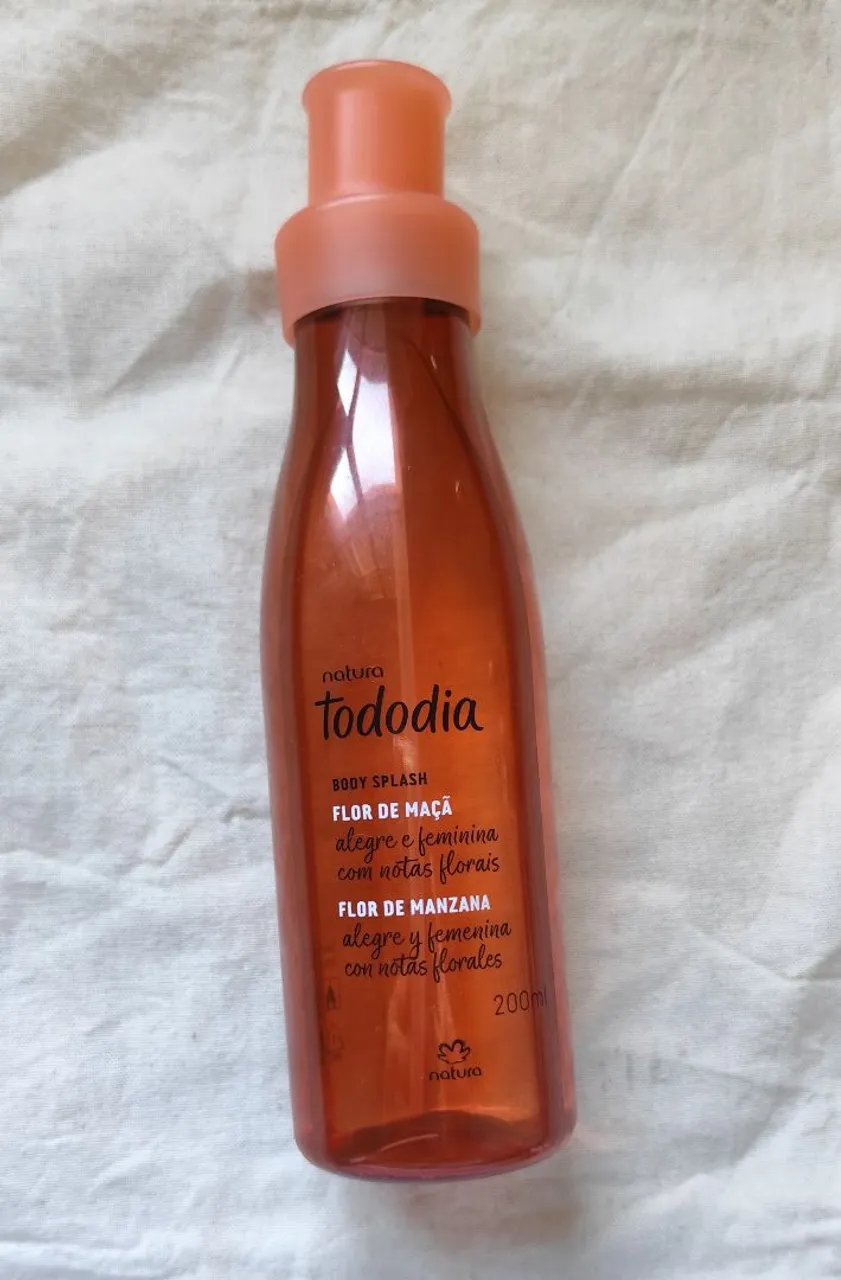 natura
tododia
BODY SPLASH
FLOR DE MAÇÃ
alegre e feminina
com notas florais
FLOR DE MANZANA
alegre y femenina
con notas florales
200ml
natura